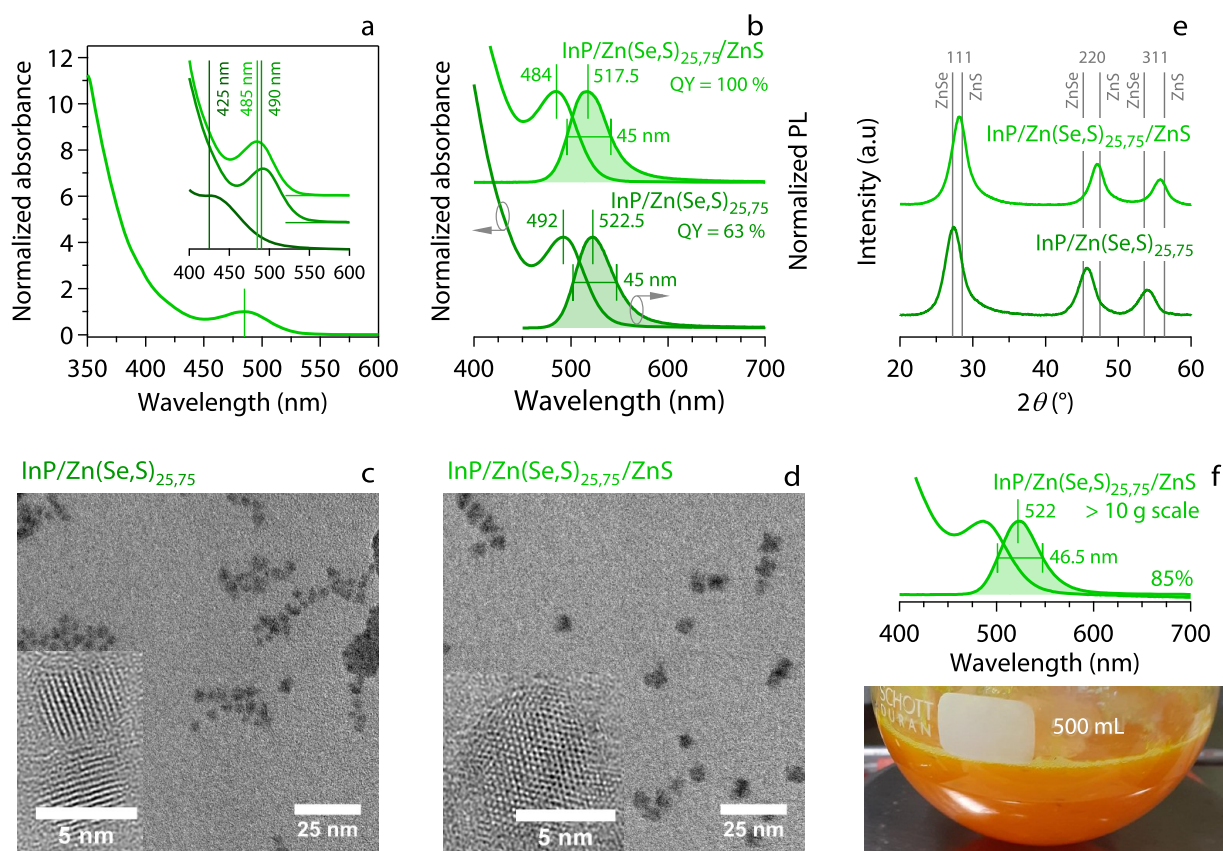 a
12
10
8
6
4
2
0
Normalized absorbance
425 nm
485 nm
490 nm
400 450 500 550 600
350 400 450 500 550 600
Wavelength (nm)
b
InP/Zn(Se,S)25,75/ZnS
484 517.5
QY = 100 %
45 nm
Normalized absorbance
Normalized PL
InP/Zn(Se,S)25,75
492 522.5
QY = 63 %
45 nm
400 500 600 700
Wavelength (nm)
e
111 220 311
ZnSe ZnS ZnSe ZnS ZnSe ZnS
InP/Zn(Se,S)25,75/ZnS
InP/Zn(Se,S)25,75
Intensity (a.u)
20 30 40 50 60
2θ (°)
InP/Zn(Se,S)25,75
c
5 nm
25 nm
InP/Zn(Se,S)25,75/ZnS
d
5 nm
25 nm
f
InP/Zn(Se,S)25,75/ZnS
522 > 10 g scale
46.5 nm
85%
400 500 600 700
Wavelength (nm)
SCHOTT
DURAN
500 mL